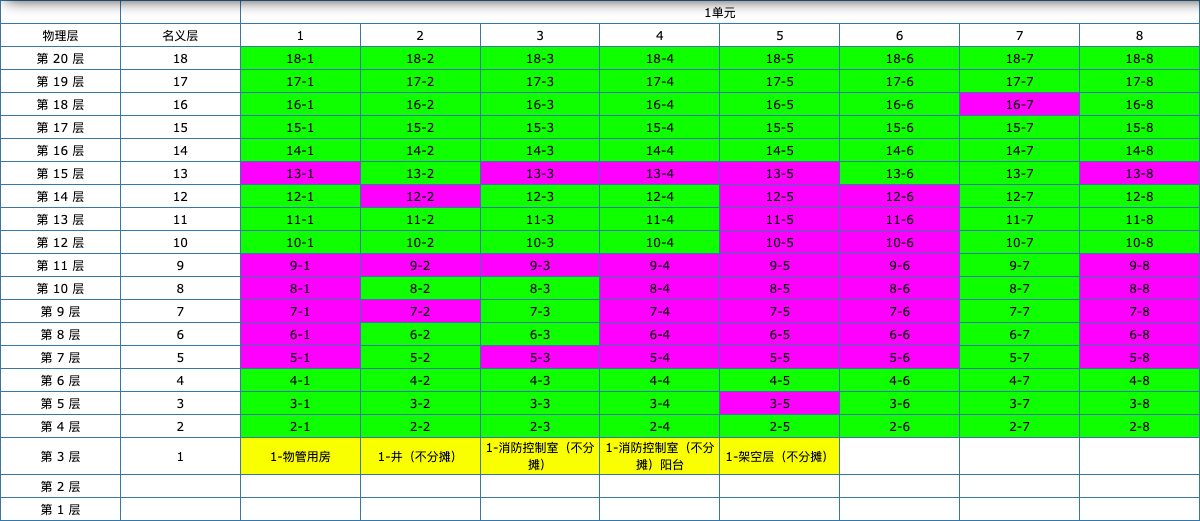 1单元
物理层 名义层 1 2 3 4 5 6 7 8
第 20 层 18 18-1 18-2 18-3 18-4 18-5 18-6 18-7 18-8
第 19 层 17 17-1 17-2 17-3 17-4 17-5 17-6 17-7 17-8
第 18 层 16 16-1 16-2 16-3 16-4 16-5 16-6 16-7 16-8
第 17 层 15 15-1 15-2 15-3 15-4 15-5 15-6 15-7 15-8
第 16 层 14 14-1 14-2 14-3 14-4 14-5 14-6 14-7 14-8
第 15 层 13 13-1 13-2 13-3 13-4 13-5 13-6 13-7 13-8
第 14 层 12 12-1 12-2 12-3 12-4 12-5 12-6 12-7 12-8
第 13 层 11 11-1 11-2 11-3 11-4 11-5 11-6 11-7 11-8
第 12 层 10 10-1 10-2 10-3 10-4 10-5 10-6 10-7 10-8
第 11 层 9 9-1 9-2 9-3 9-4 9-5 9-6 9-7 9-8
第 10 层 8 8-1 8-2 8-3 8-4 8-5 8-6 8-7 8-8
第 9 层 7 7-1 7-2 7-3 7-4 7-5 7-6 7-7 7-8
第 8 层 6 6-1 6-2 6-3 6-4 6-5 6-6 6-7 6-8
第 7 层 5 5-1 5-2 5-3 5-4 5-5 5-6 5-7 5-8
第 6 层 4 4-1 4-2 4-3 4-4 4-5 4-6 4-7 4-8
第 5 层 3 3-1 3-2 3-3 3-4 3-5 3-6 3-7 3-8
第 4 层 2 2-1 2-2 2-3 2-4 2-5 2-6 2-7 2-8
第 3 层 1 1-物管用房 1-井（不分摊） 1-消防控制室（不分摊） 1-消防控制室（不分摊）阳台 1-架空层（不分摊）
第 2 层
第 1 层